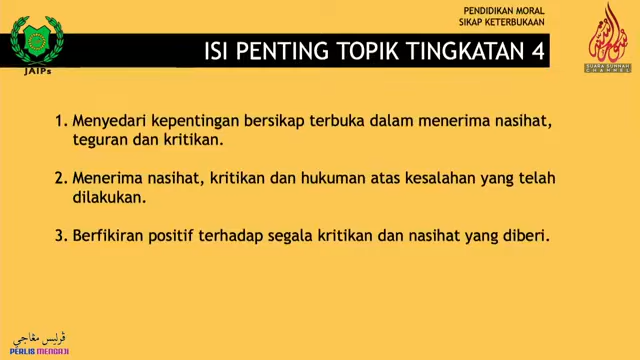 PENDIDIKAN MORAL
SIKAP KETERBUKAAN
ISI PENTING TOPIK TINGKATAN 4
JAIPs
SUARA SUNNAH
CHANNEL
1. Menyedari kepentingan bersikap terbuka dalam menerima nasihat,
teguran dan kritikan.
2. Menerima nasihat, kritikan dan hukuman atas kesalahan yang telah
dilakukan.
3. Berfikiran positif terhadap segala kritikan dan nasihat yang diberi.
ڤرليس مڠاجي
PERLIS MENGAJI